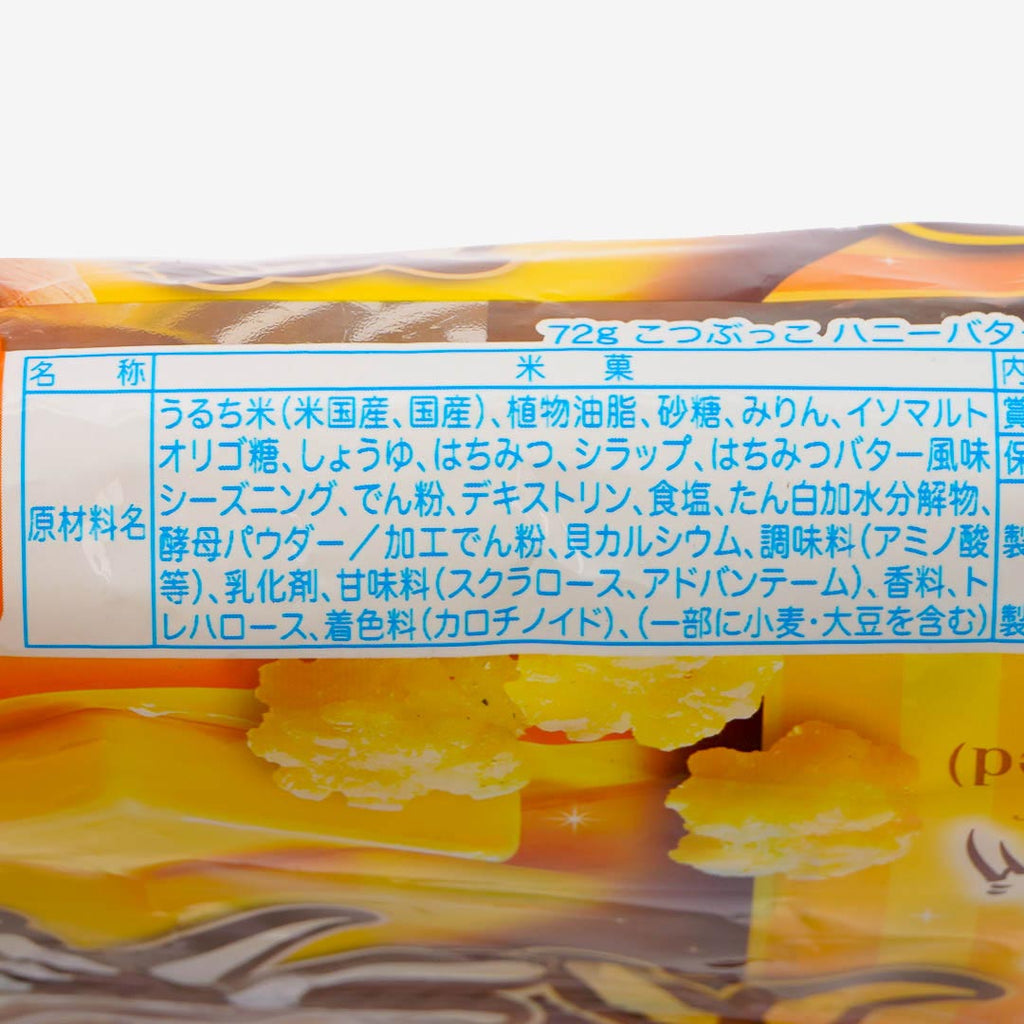 72g こつぶっこ ハニーバタ
名 称
米 菓
内
原材料名
うるち米(米国産、国産)、植物油脂、砂糖、みりん、イソマルト
オリゴ糖、しょうゆ、はちみつ、シラップ、はちみつバター風味
シーズニング、でん粉、デキストリン、食塩、たん白加水分解物、
酵母パウダー/加工でん粉、貝カルシウム、調味料(アミノ酸
等)、乳化剤、甘味料(スクラロース、アドバンテーム)、香料、ト
レハロース、着色料(カロチノイド)、(一部に小麦・大豆を含む)
賞
保
製
製